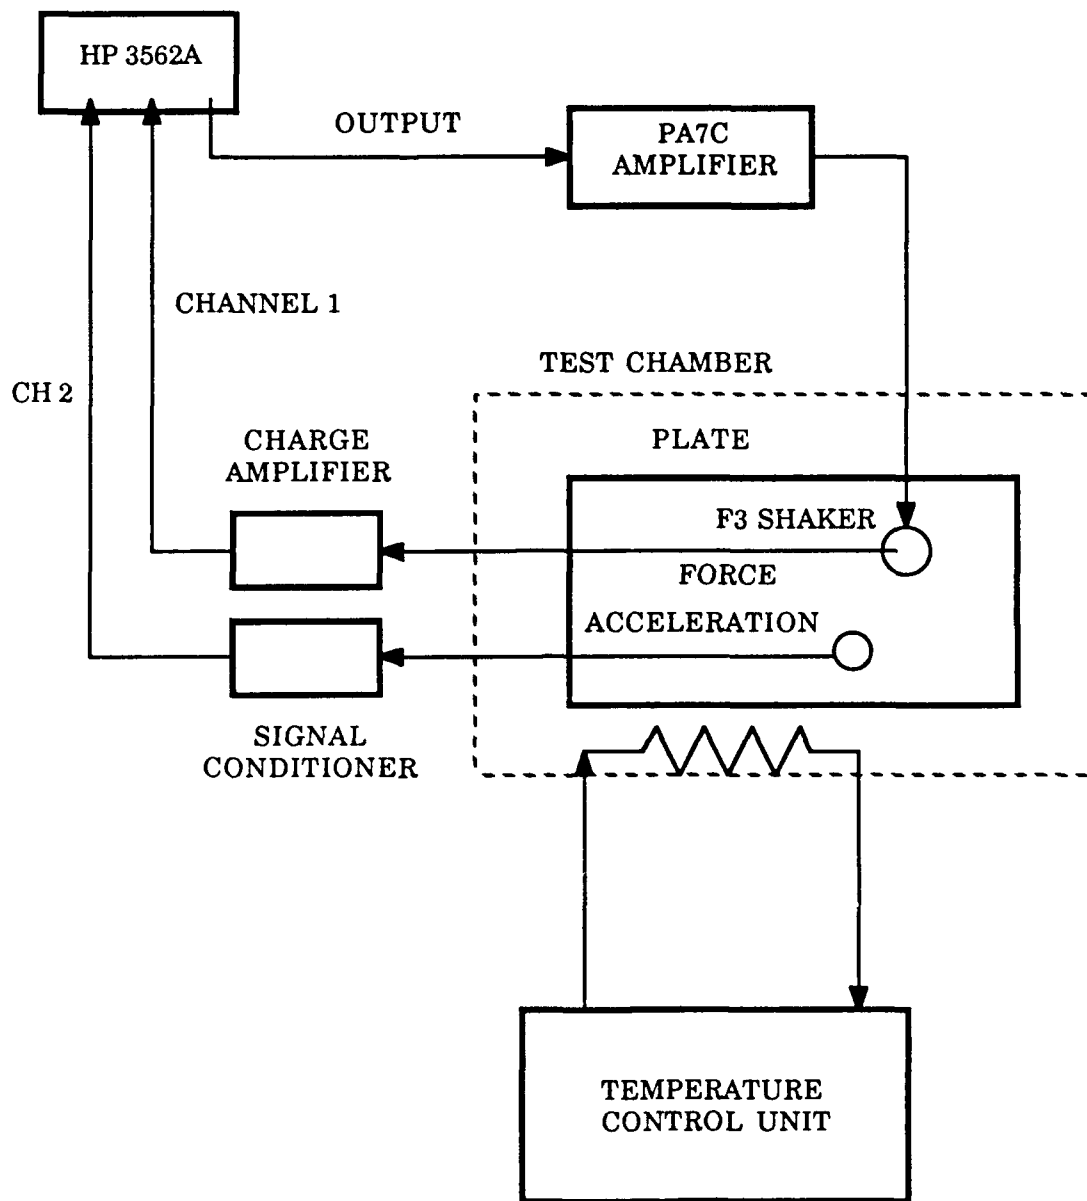 HP 3562A
OUTPUT
PA7C
AMPLIFIER
CHANNEL 1
TEST CHAMBER
CH 2
CHARGE
AMPLIFIER
PLATE
F3 SHAKER
FORCE
ACCELERATION
SIGNAL
CONDITIONER
TEMPERATURE
CONTROL UNIT